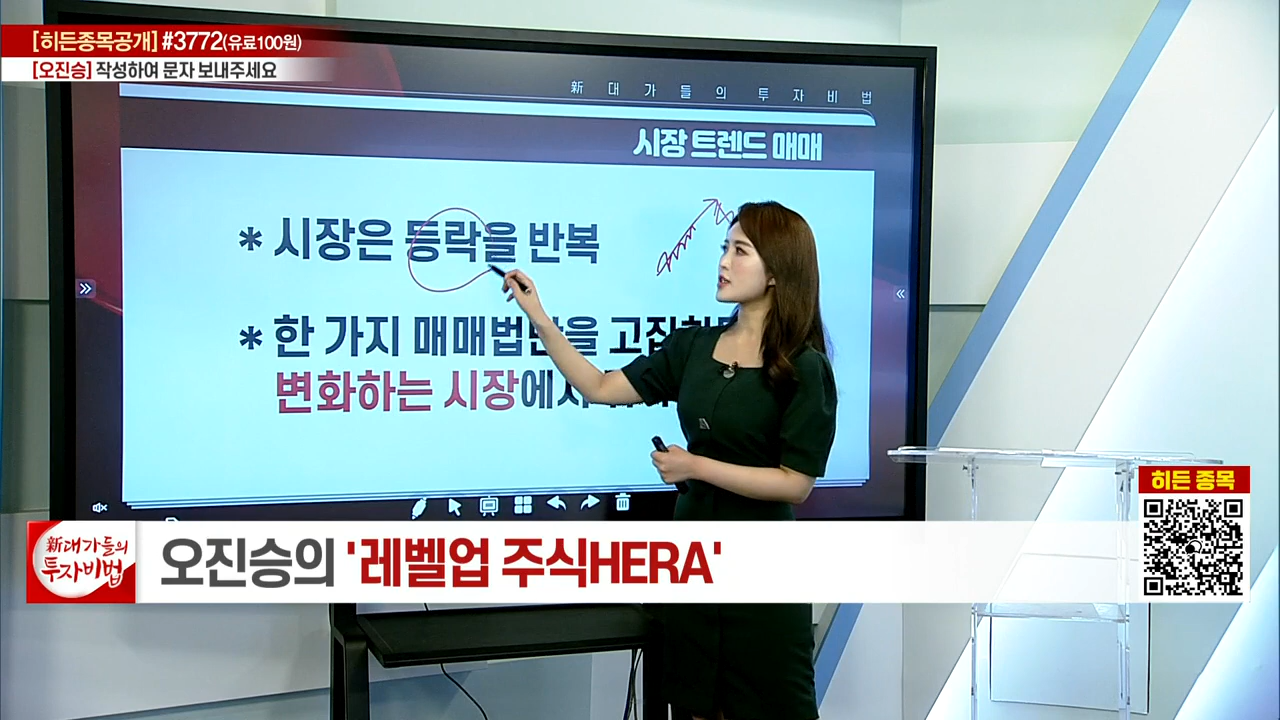 [히든종목공개] #3772(유료100원)
[오진승] 작성하여 문자 보내주세요
新 대가들의 투자비법
시장 트렌드 매매
* 시장은 등락을 반복
* 한 가지 매매법만을
변화하는 시장에서
히든 종목
新대가들의
투자비법
오진승의 '레벨업 주식HERA'